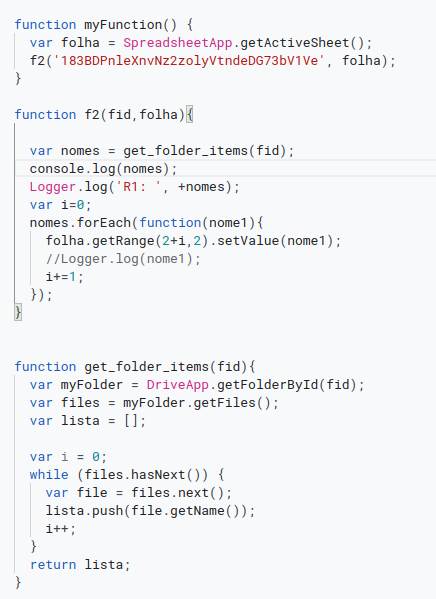 function myFunction() {
  var folha = SpreadsheetApp.getActiveSheet();
  f2('183BDPnleXnvNz2zolyVtndeDG73bV1Ve', folha);
}

function f2(fid,folha){

  var nomes = get_folder_items(fid);
  console.log(nomes);
  Logger.log('R1: ', +nomes);
  var i=0;
  nomes.forEach(function(nome1){
    folha.getRange(2+i,2).setValue(nome1);
    //Logger.log(nome1);
    i+=1;
  });
}

function get_folder_items(fid){
  var myFolder = DriveApp.getFolderById(fid);
  var files = myFolder.getFiles();
  var lista = [];

  var i = 0;
  while (files.hasNext()) {
    var file = files.next();
    lista.push(file.getName());
    i++;
  }
  return lista;
}